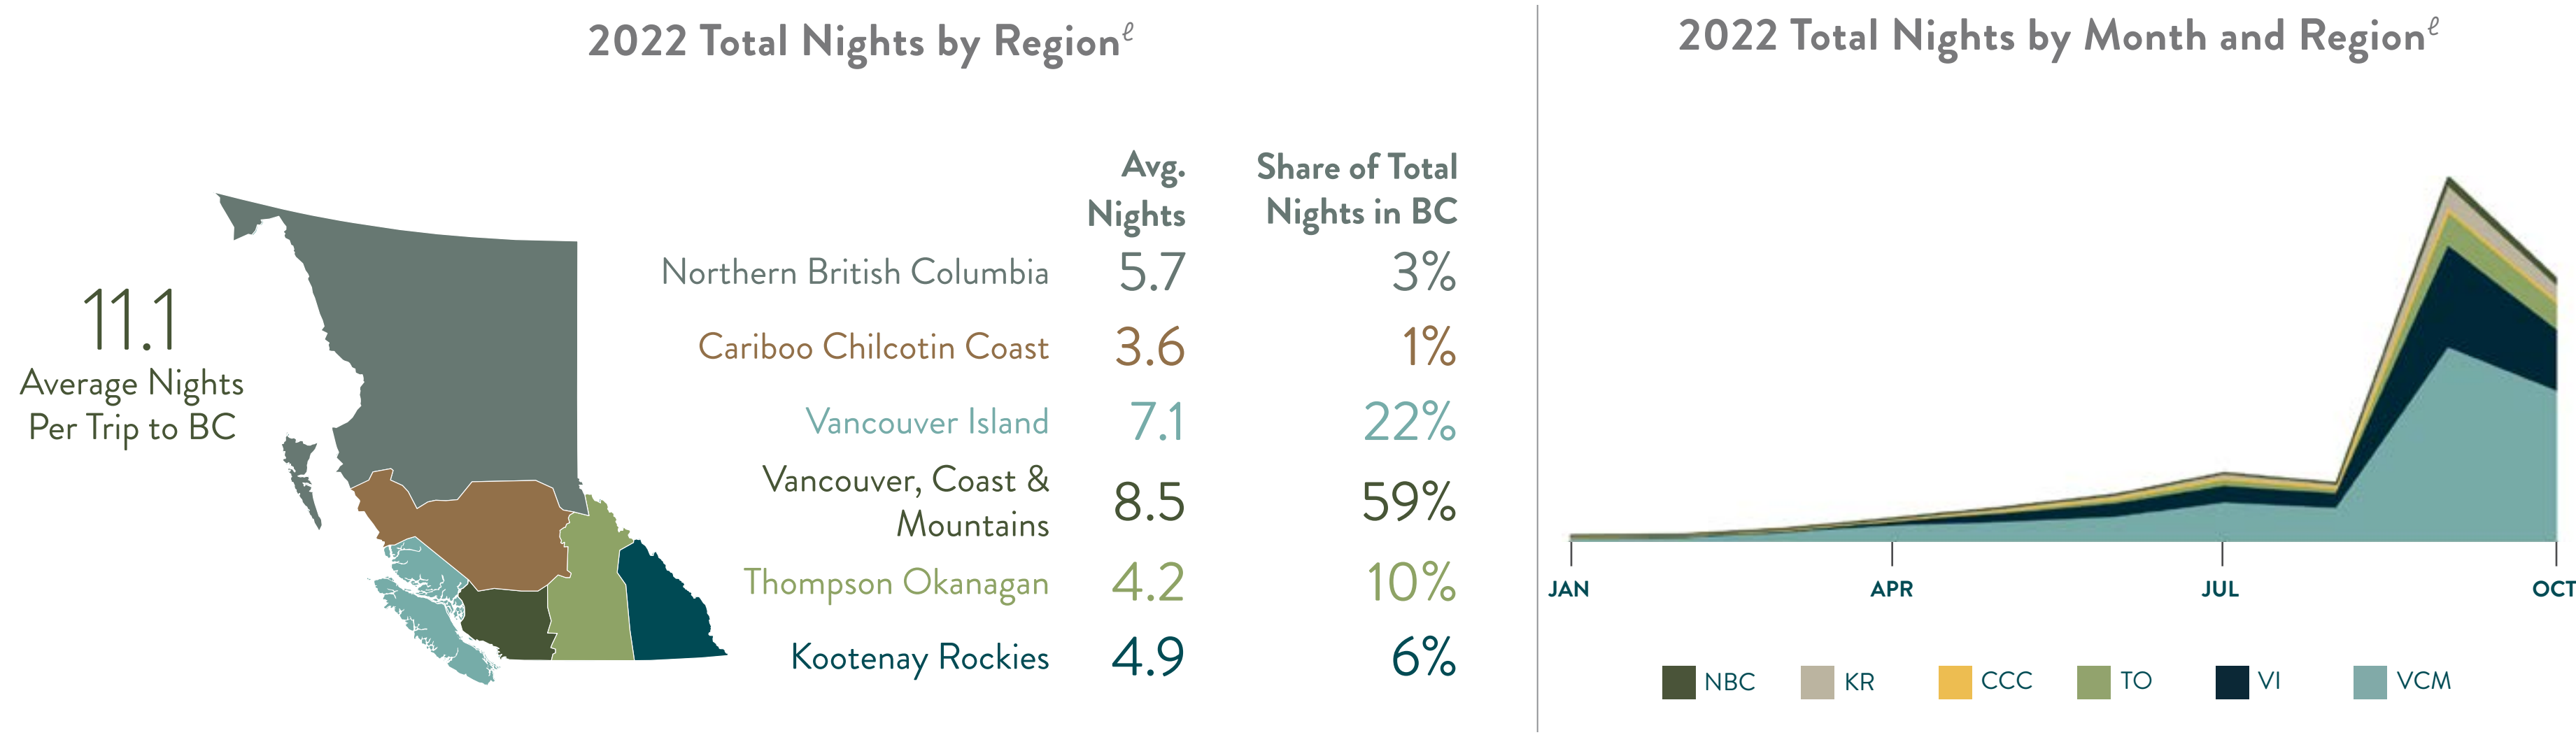 2022 Total Nights by Regionℓ
11.1
Average Nights
Per Trip to BC
Avg.
Nights
Share of Total
Nights in BC
Northern British Columbia 5.7 3%
Cariboo Chilcotin Coast 3.6 1%
Vancouver Island 7.1 22%
Vancouver, Coast &
Mountains 8.5 59%
Thompson Okanagan 4.2 10%
Kootenay Rockies 4.9 6%
2022 Total Nights by Month and Regionℓ
JAN APR JUL OCT
NBC KR CCC TO VI VCM